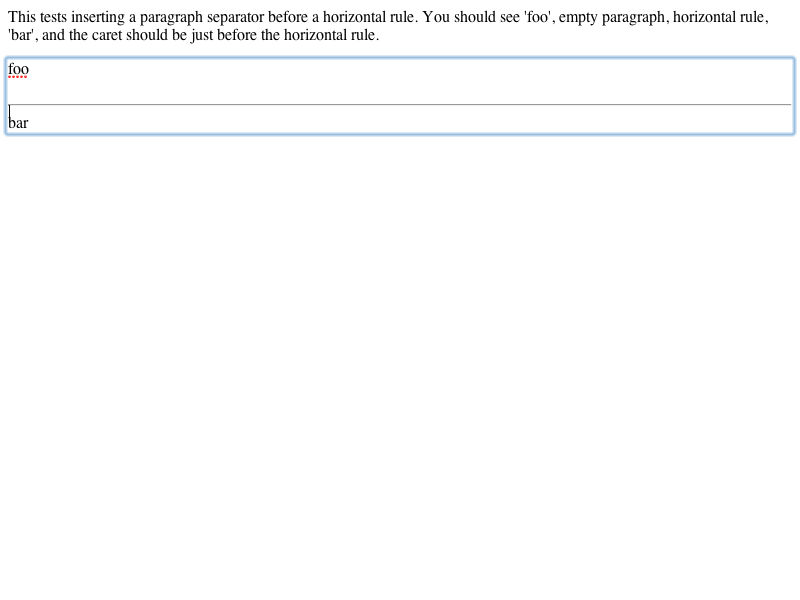 This tests inserting a paragraph separator before a horizontal rule. You should see 'foo', empty paragraph, horizontal rule,
'bar', and the caret should be just before the horizontal rule.
foo
bar